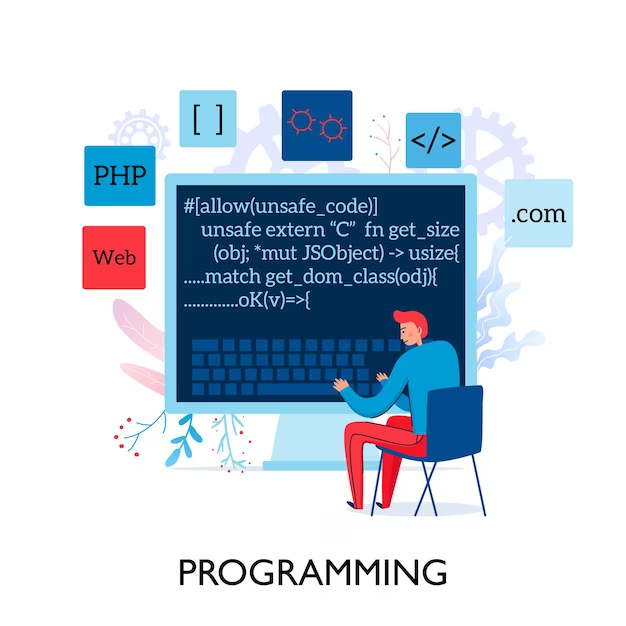 [ ]
</>
PHP
.com
Web
#[allow(unsafe_code)]
unsafe extern “C” fn get_size
(obj; *mut JSObject) -> usize{
.....match get_dom_class(odj){
.............oK(v)=>{
PROGRAMMING